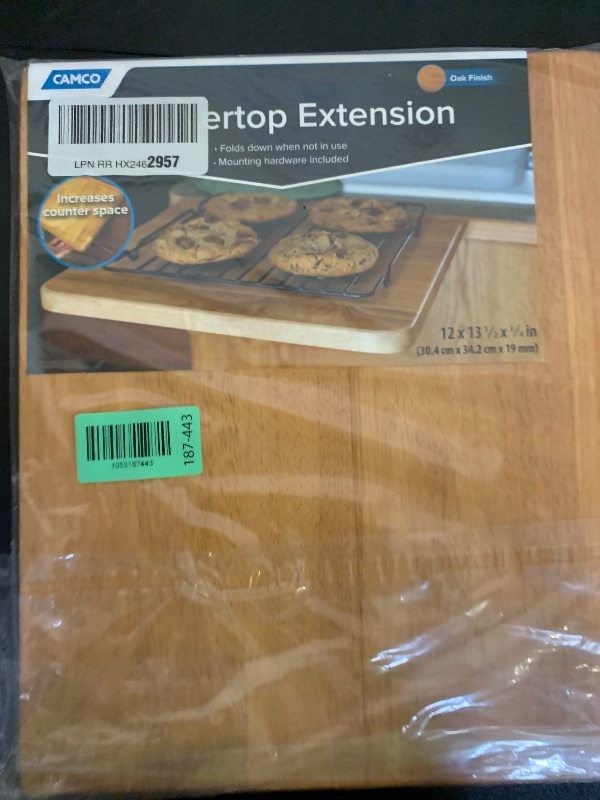 CAMCO
Oak Finish
ertop Extension
• Folds down when not in use
• Mounting hardware included
LPN RR HX2462957
Increases
counter space
12 x 13 ½ x ¾ in
(30.4 cm x 34.2 cm x 19 mm)
187-443
1053187443